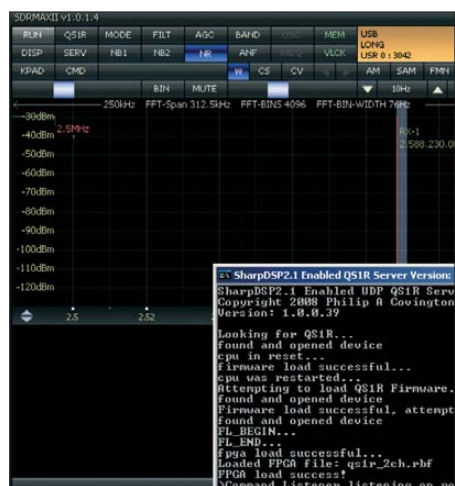 SDRMAXII v1.0.1.4
RUN QS1R MODE FILT AGC BAND OSC MEM USB
LONG
DISP SERV NB1 NB2 NR ANF VLCK USR 0 : 3042
KPAD CMD W CS CV AM SAM FMN
BIN MUTE 10Hz
250kHz FFT-Span 312.5kHz FFT-BINS 4096 FFT-BIN-WIDTH 76Hz
-30dBm
2.5MHz
-40dBm
RX-1
2.588.230.0
-50dBm
-60dBm
-70dBm
-80dBm
-90dBm
-100dBm
-110dBm
-120dBm
2.5 2.52
SharpDSP2.1 Enabled QS1R Server Version:
SharpDSP2.1 Enabled UDP QS1R Serv
Copyright 2008 Philip A Covington
Version: 1.0.0.39
Looking for QS1R...
found and opened device
cpu in reset...
firmware load successful...
cpu was restarted...
Attempting to load QS1R Firmware.
found and opened device
Firmware load successful, attempt
found and opened device
FL_BEGIN...
FL_END...
fpga load successful...
Loaded FPGA file: qs1r_2ch.rbf
FPGA load success!
>Command Listener listening on po